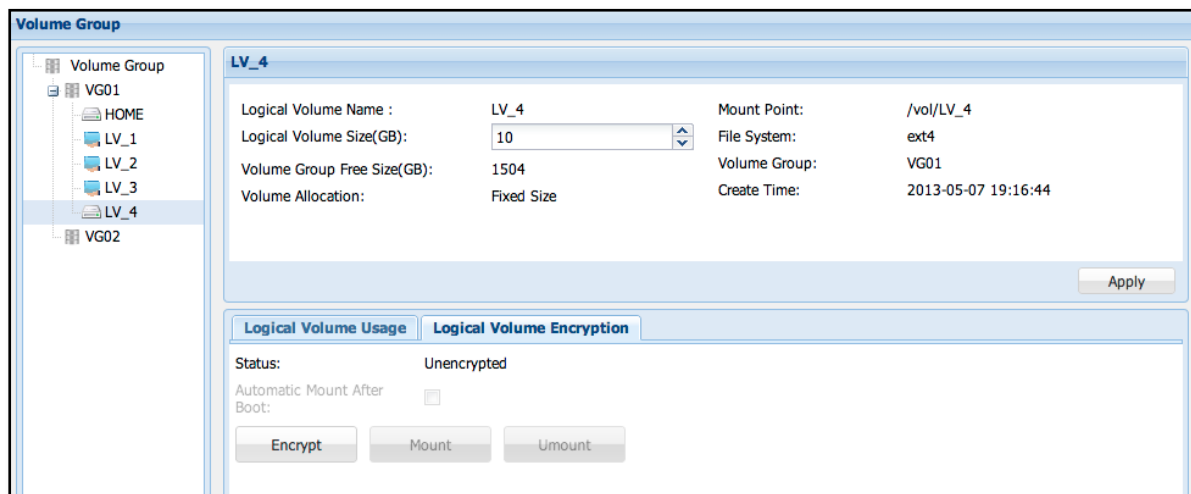 Volume Group
Volume Group
VG01
HOME
LV_1
LV_2
LV_3
LV_4
VG02
LV_4
Logical Volume Name : LV_4 Mount Point: /vol/LV_4
Logical Volume Size(GB): 10 File System: ext4
Volume Group Free Size(GB): 1504 Volume Group: VG01
Volume Allocation: Fixed Size Create Time: 2013-05-07 19:16:44
Apply
Logical Volume Usage Logical Volume Encryption
Status: Unencrypted
Automatic Mount After
Boot:
Encrypt Mount Umount